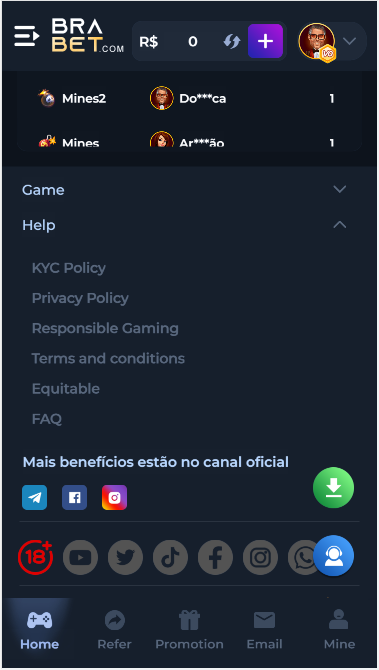 BRA
BET.COM
R$ 0
V0
Mines2 Do***ca 1
Mines Ar***ão 1
Game
Help
KYC Policy
Privacy Policy
Responsible Gaming
Terms and conditions
Equitable
FAQ
Mais benefícios estão no canal oficial
18+
Home Refer Promotion Email Mine